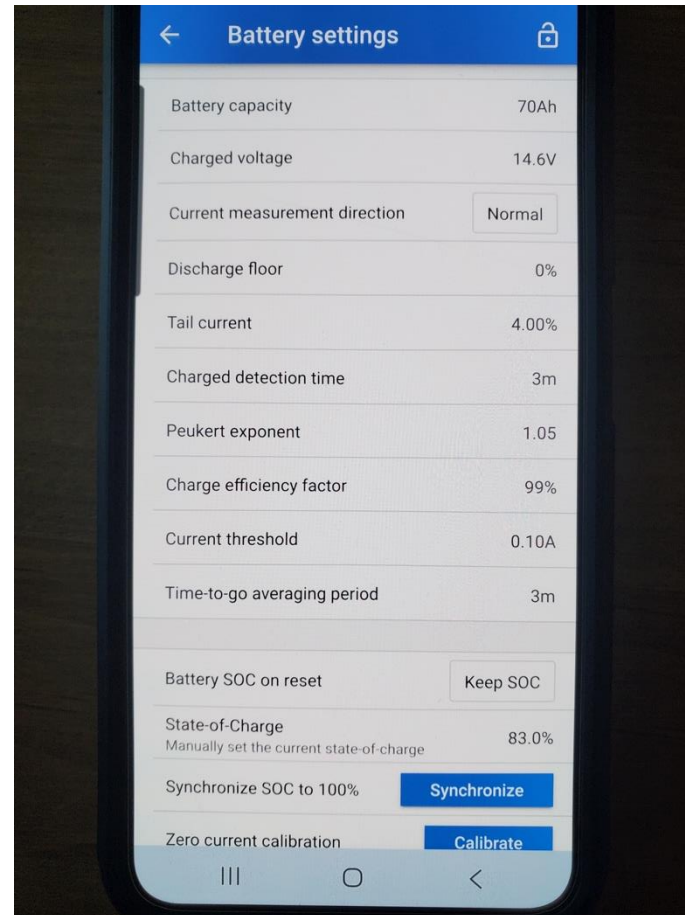 Battery settings
Battery capacity 70Ah
Charged voltage 14.6V
Current measurement direction Normal
Discharge floor 0%
Tail current 4.00%
Charged detection time 3m
Peukert exponent 1.05
Charge efficiency factor 99%
Current threshold 0.10A
Time-to-go averaging period 3m
Battery SOC on reset Keep SOC
State-of-Charge 83.0%
Manually set the current state-of-charge
Synchronize SOC to 100% Synchronize
Zero current calibration Calibrate